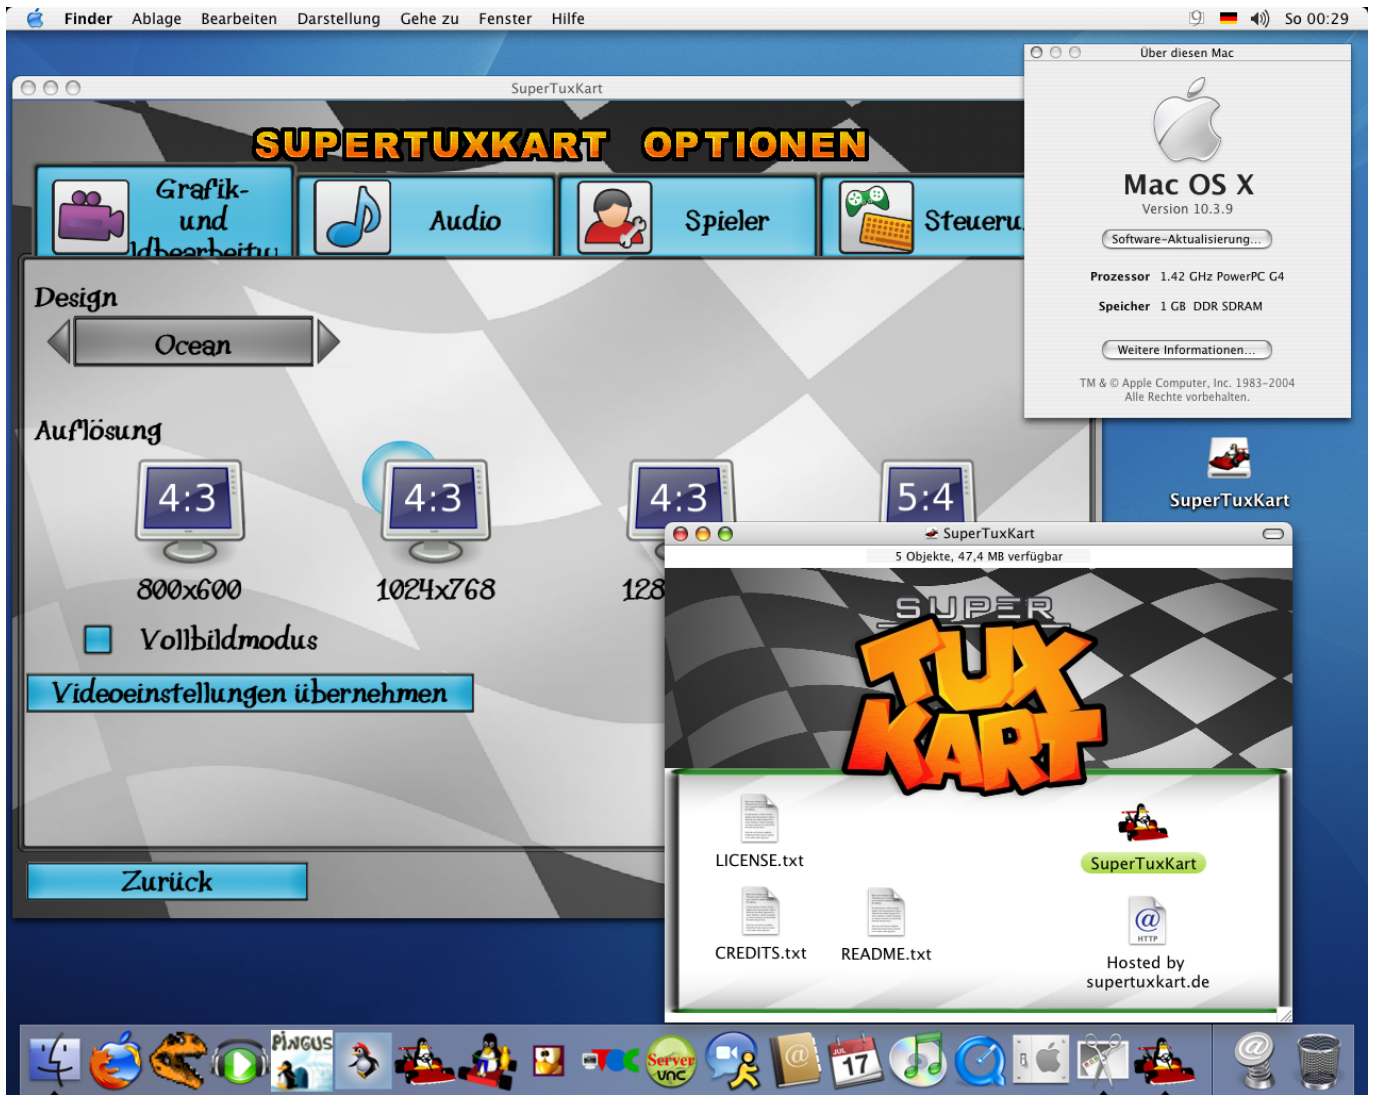 Finder Ablage Bearbeiten Darstellung Gehe zu Fenster Hilfe
9 So 00:29
SuperTuxKart
SUPERTUXKART OPTIONEN
Grafik-
und
ldbearbeitu
Audio
Spieler
Steueru
Design
Ocean
Auflösung
4:3 4:3 4:3 5:4
800x600 1024x768 128
Vollbildmodus
Videoeinstellungen übernehmen
Zurück
Über diesen Mac
Mac OS X
Version 10.3.9
Software-Aktualisierung...
Prozessor 1.42 GHz PowerPC G4
Speicher 1 GB DDR SDRAM
Weitere Informationen...
TM & © Apple Computer, Inc. 1983–2004
Alle Rechte vorbehalten.
SuperTuxKart
SuperTuxKart
5 Objekte, 47,4 MB verfügbar
SUPER
TUX
KART
LICENSE.txt
SuperTuxKart
CREDITS.txt README.txt
@
HTTP
Hosted by
supertuxkart.de
PiNGUS
Server
VNC
@
JUL
17
@